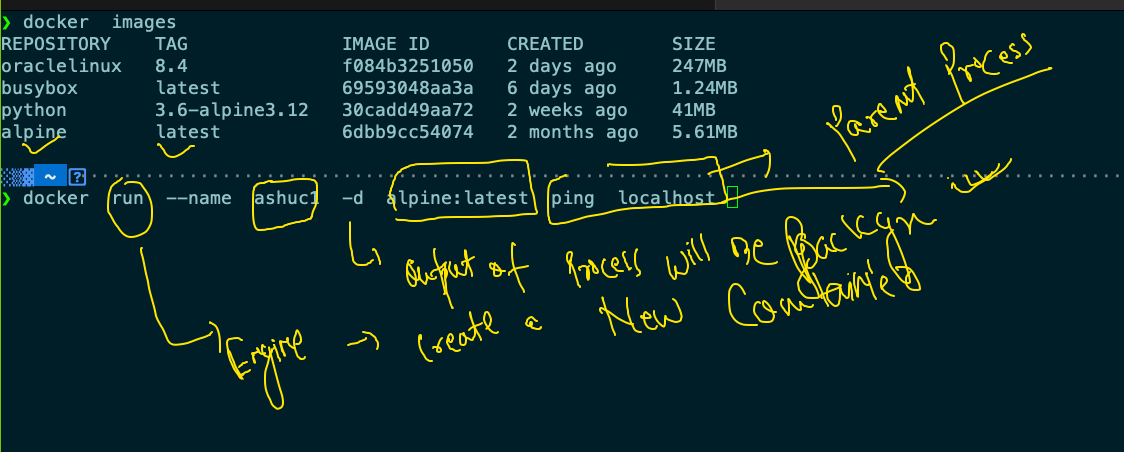 ❯ docker  images
REPOSITORY    TAG               IMAGE ID       CREATED        SIZE
oraclelinux   8.4               f084b3251050   2 days ago     247MB
busybox       latest            69593048aa3a   6 days ago     1.24MB
python        3.6-alpine3.12    30cadd49aa72   2 weeks ago    41MB
alpine        latest            6dbb9cc54074   2 months ago   5.61MB
Parent Process
~ ?
❯ docker  run  --name  ashuc1  -d  alpine:latest  ping  localhost
output of Process will be
Engine → create a New Container